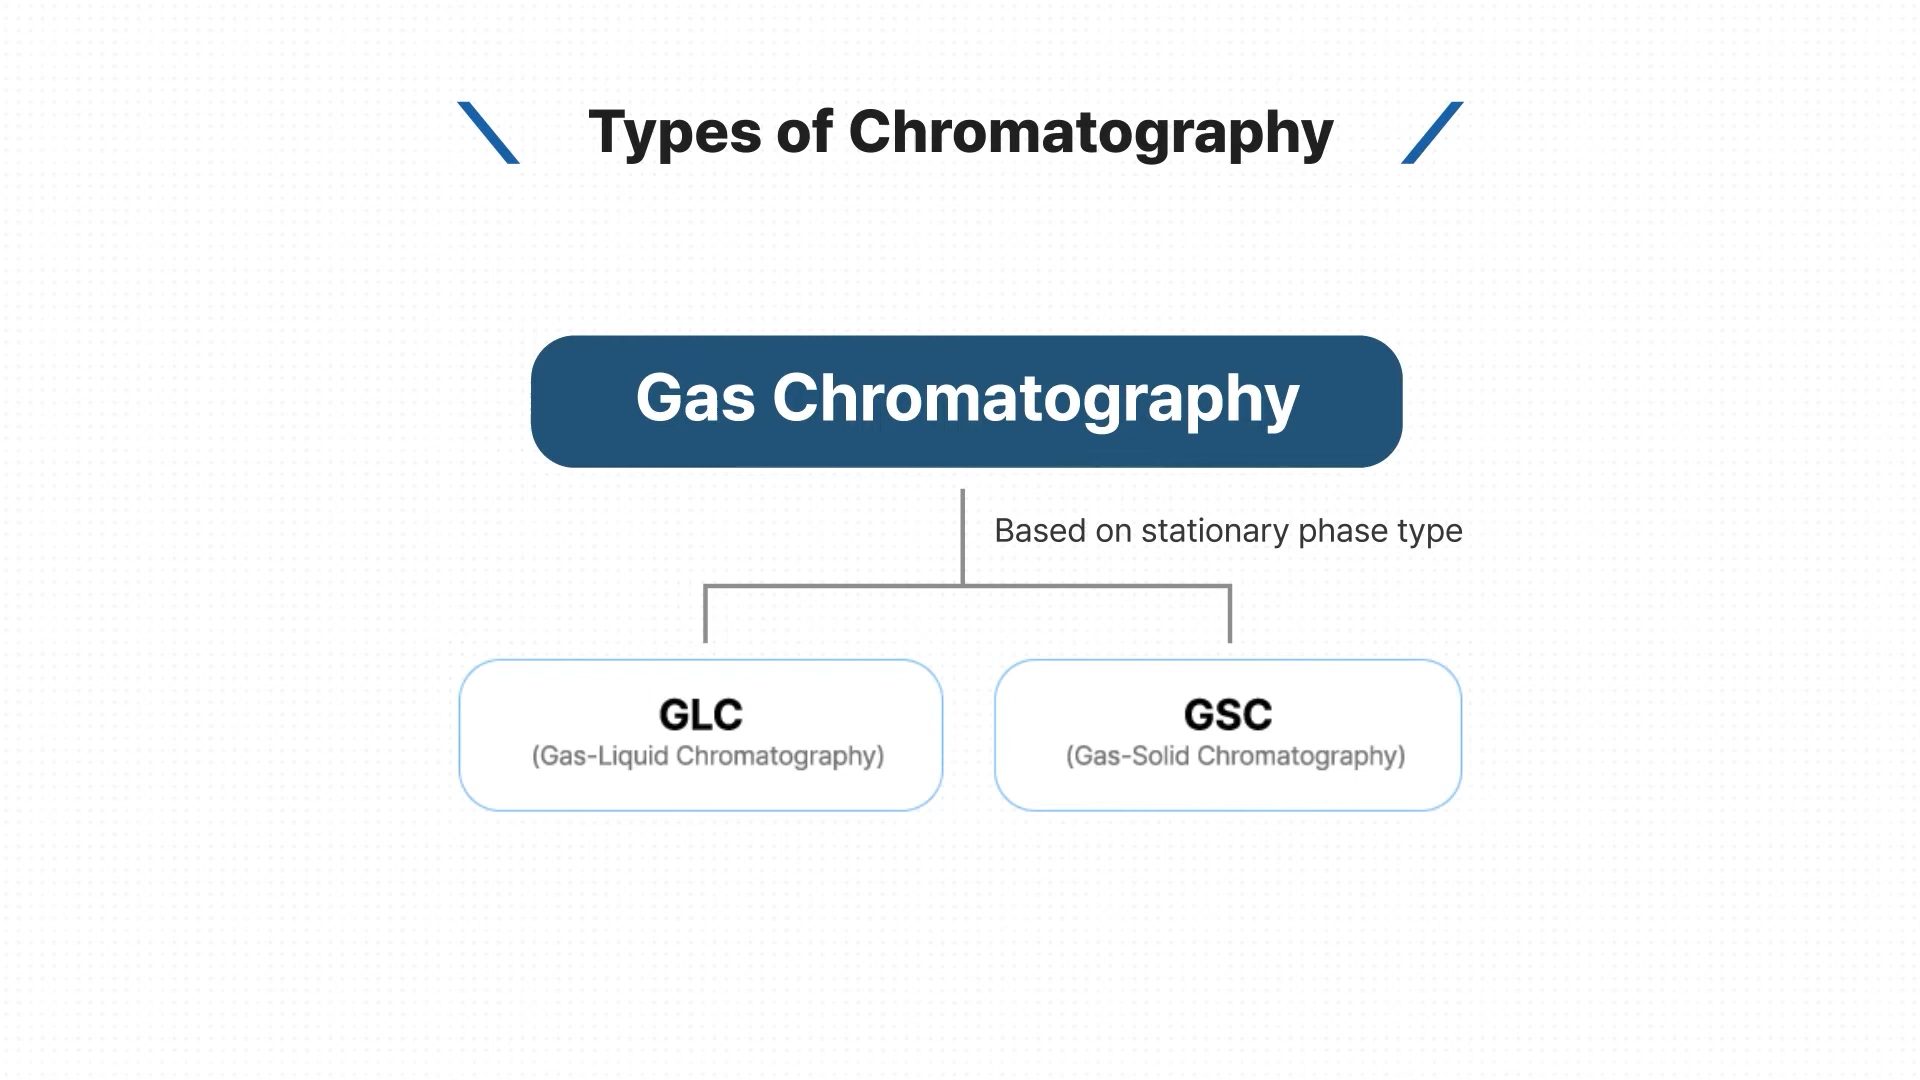 Types of Chromatography
Gas Chromatography
Based on stationary phase type
GLC
(Gas-Liquid Chromatography)
GSC
(Gas-Solid Chromatography)